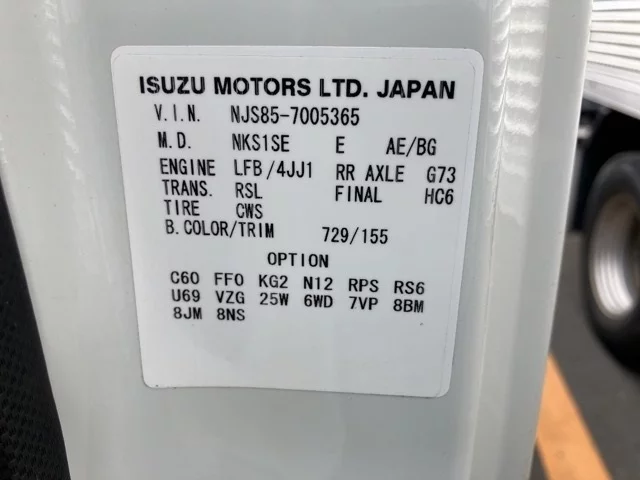 ISUZU MOTORS LTD. JAPAN
V.I.N. NJS85-7005365
M.D. NKS1SE E AE/BG
ENGINE LFB/4JJ1 RR AXLE G73
TRANS. RSL FINAL HC6
TIRE CWS
B.COLOR/TRIM 729/155
OPTION
C60 FFO KG2 N12 RPS RS6
U69 VZG 25W 6WD 7VP 8BM
8JM 8NS